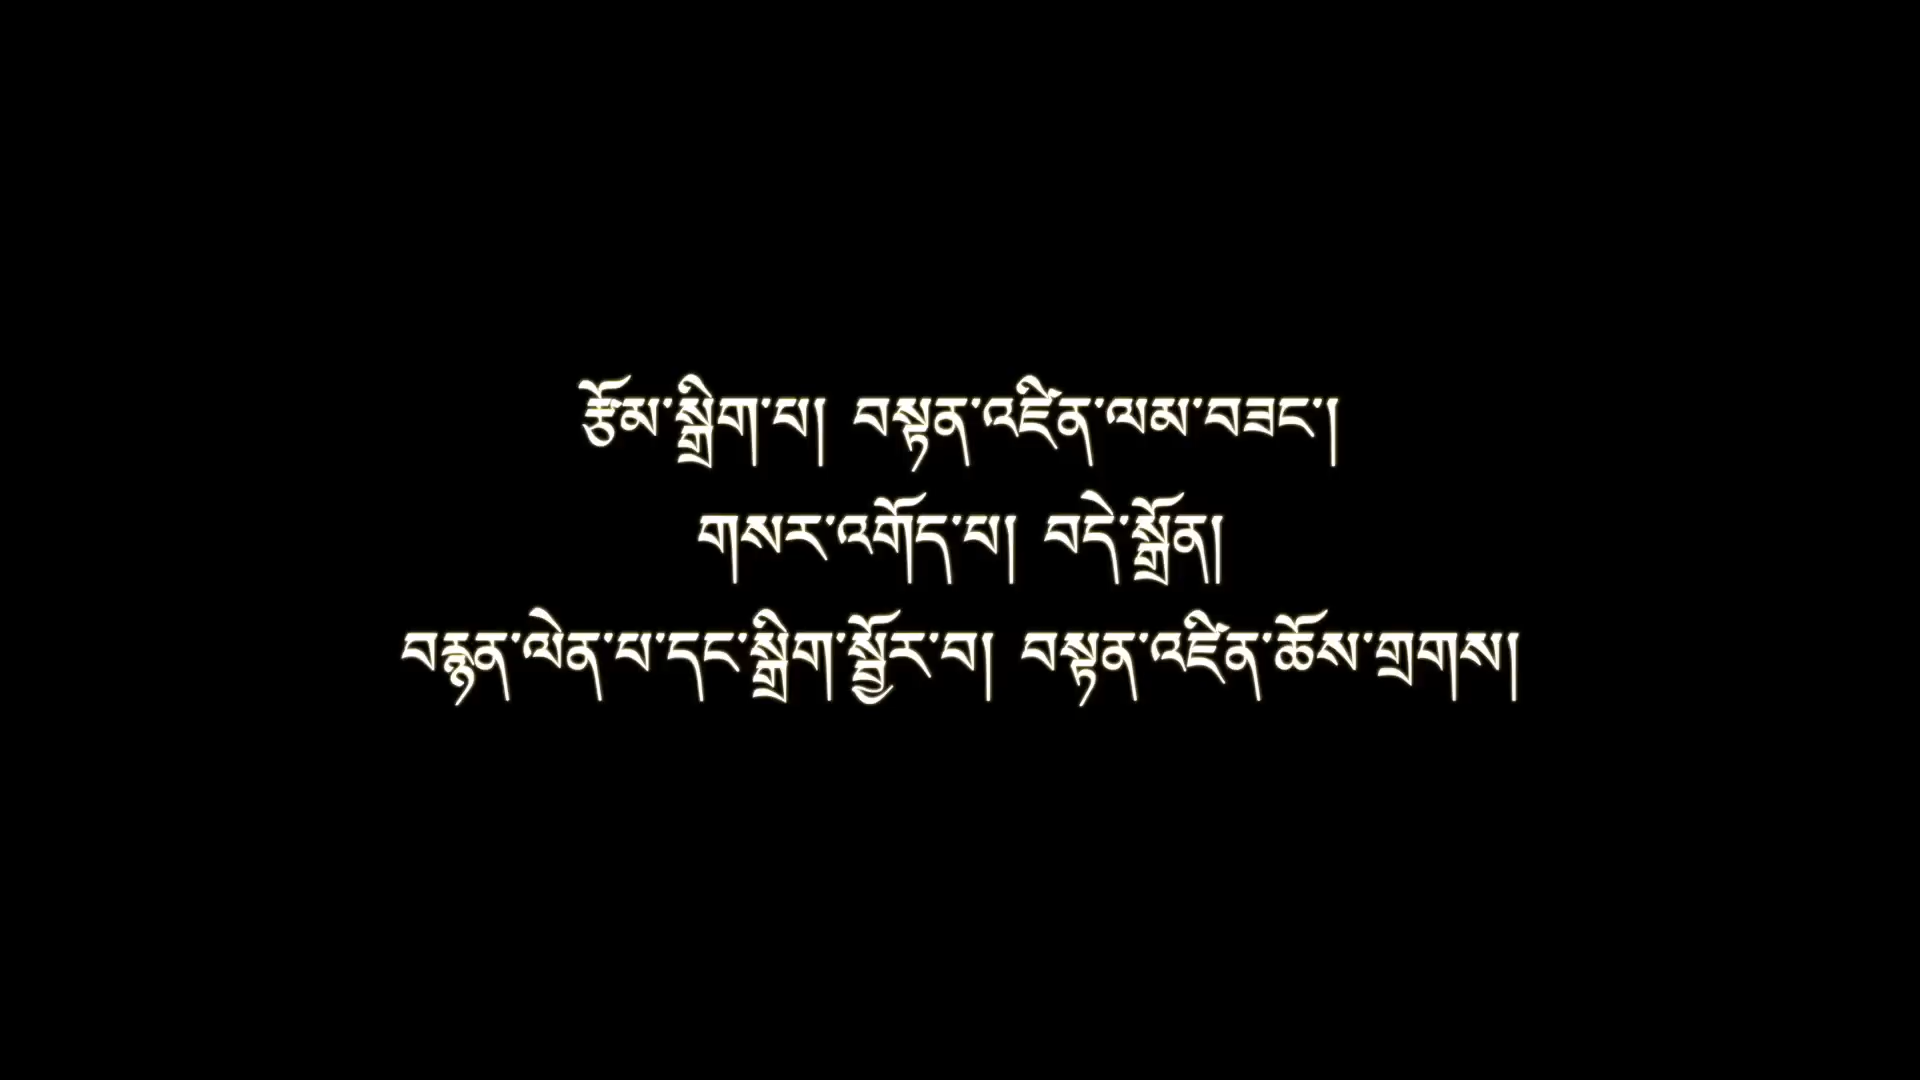 རྩོམ་སྒྲིག་པ། བསྟན་འཛིན་ལམ་བཟང་།
གསར་འགོད་པ། བདེ་སྒྲོན།
བརྙན་ལེན་པ་དང་སྒྲིག་སྦྱོར་བ། བསྟན་འཛིན་ཆོས་གྲགས།